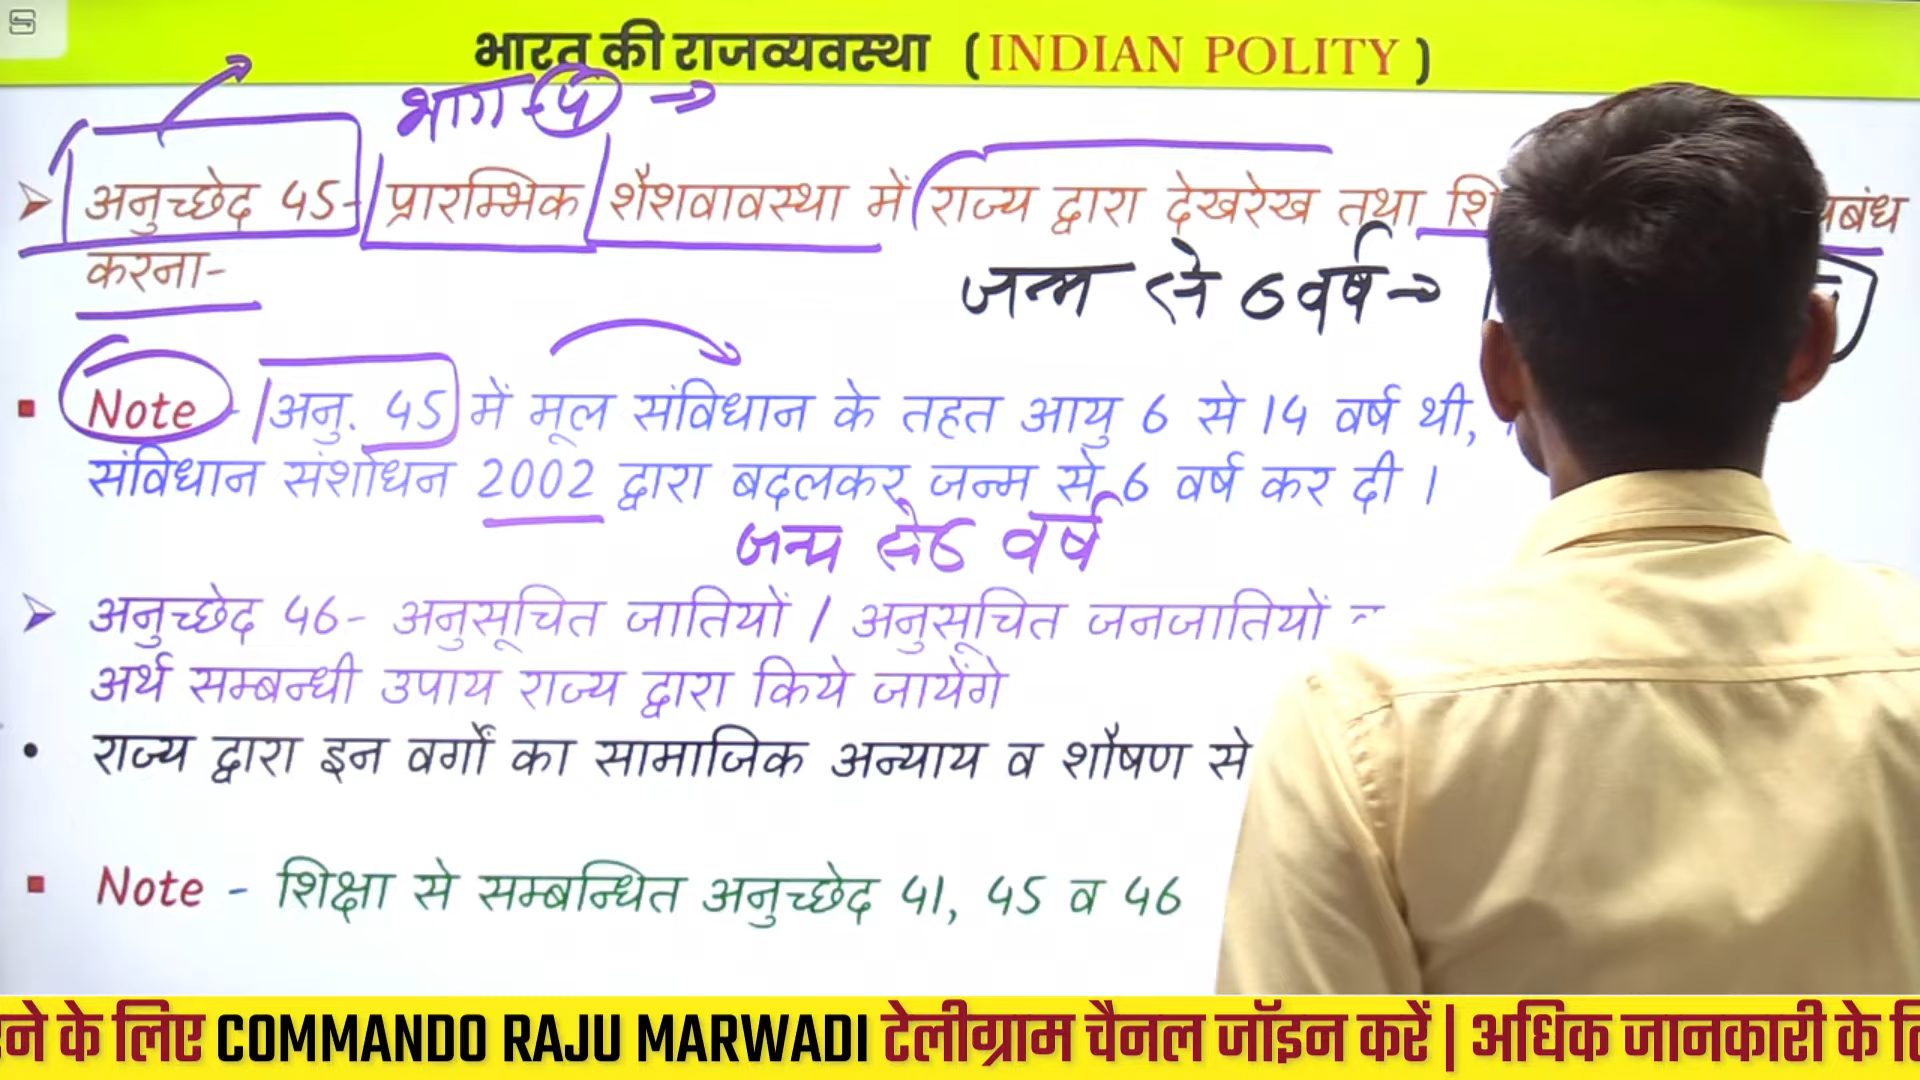 भारत की राजव्यवस्था (INDIAN POLITY)
भाग-4
अनुच्छेद 45- प्रारम्भिक शैशवावस्था में राज्य द्वारा देखरेख तथा
करना-
जन्म से 6 वर्ष
Note - अनु. 45 में मूल संविधान के तहत आयु 6 से 14 वर्ष थी,
संविधान संशोधन 2002 द्वारा बदलकर जन्म से 6 वर्ष कर दी ।
जन्म से 6 वर्ष
अनुच्छेद 46- अनुसूचित जातियों / अनुसूचित जनजातियों
अर्थ सम्बन्धी उपाय राज्य द्वारा किये जायेंगे
राज्य द्वारा इन वर्गों का सामाजिक अन्याय व शौषण से
Note - शिक्षा से सम्बन्धित अनुच्छेद 41, 45 व 46
के लिए COMMANDO RAJU MARWADI टेलीग्राम चैनल जॉइन करें | अधिक जानकारी के